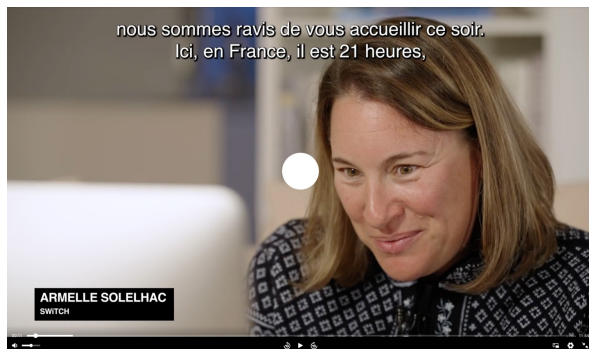 nous sommes ravis de vous accueillir ce soir.
Ici, en France, il est 21 heures,
ARMELLE SOLELHAC
SWiTCH